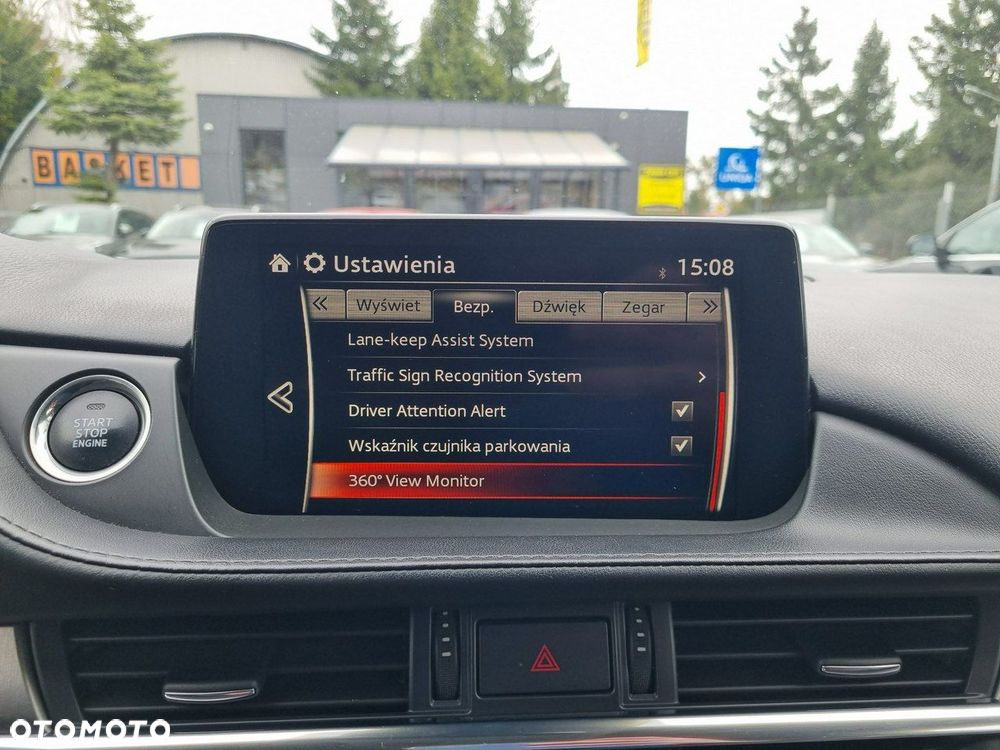 BASKET
UNIQA
Ustawienia
15:08
« Wyświet Bezp. Dźwięk Zegar »
Lane-keep Assist System
Traffic Sign Recognition System
Driver Attention Alert
Wskaźnik czujnika parkowania
360° View Monitor
START
STOP
ENGINE
OTOMOTO